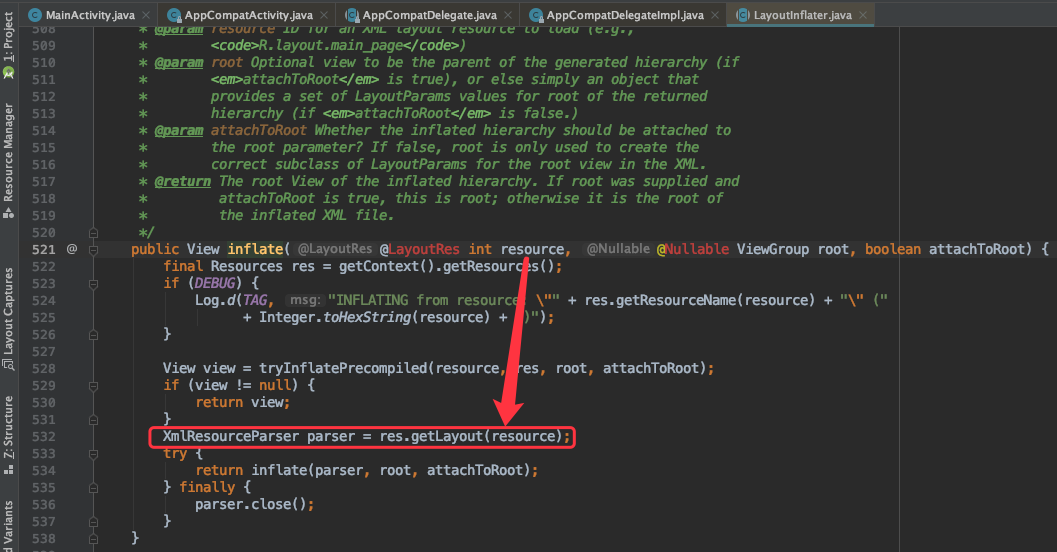 MainActivity.java × AppCompatActivity.java × AppCompatDelegate.java × AppCompatDelegateImpl.java × LayoutInflater.java ×
1: Project
Resource Manager
Layout Captures
Z: Structure
d Variants
508 * @param resource ID for an XML layout resource to load (e.g.,
509 * <code>R.layout.main_page</code>)
510 * @param root Optional view to be the parent of the generated hierarchy (if
511 * <em>attachToRoot</em> is true), or else simply an object that
512 * provides a set of LayoutParams values for root of the returned
513 * hierarchy (if <em>attachToRoot</em> is false.)
514 * @param attachToRoot Whether the inflated hierarchy should be attached to
515 * the root parameter? If false, root is only used to create the
516 * correct subclass of LayoutParams for the root view in the XML.
517 * @return The root View of the inflated hierarchy. If root was supplied and
518 * attachToRoot is true, this is root; otherwise it is the root of
519 * the inflated XML file.
520 */
521 @ public View inflate( @LayoutRes @LayoutRes int resource, @Nullable @Nullable ViewGroup root, boolean attachToRoot) {
522 final Resources res = getContext().getResources();
523 if (DEBUG) {
524 Log.d(TAG, msg: "INFLATING from resource: \"" + res.getResourceName(resource) + "\" ("
525 + Integer.toHexString(resource) + ")");
526 }
527
528 View view = tryInflatePrecompiled(resource, res, root, attachToRoot);
529 if (view != null) {
530 return view;
531 }
532 XmlResourceParser parser = res.getLayout(resource);
533 try {
534 return inflate(parser, root, attachToRoot);
535 } finally {
536 parser.close();
537 }
538 }